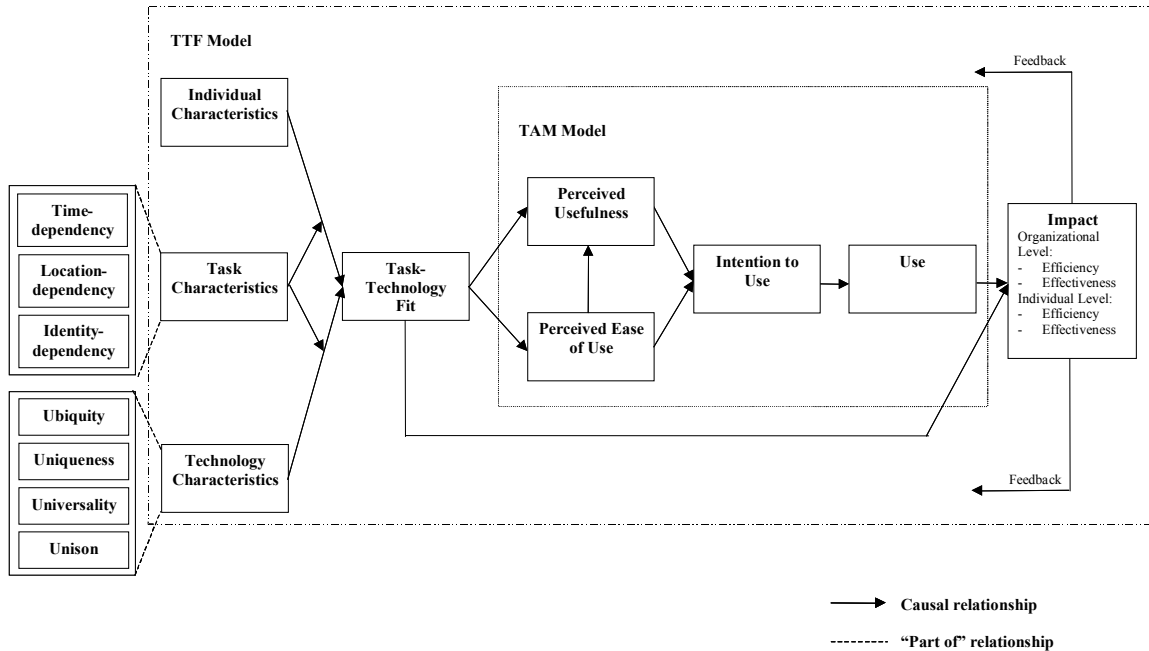 TTF Model
Feedback
Individual
Characteristics
TAM Model
Time-
dependency
Location-
dependency
Identity-
dependency
Task
Characteristics
Task-
Technology
Fit
Perceived
Usefulness
Perceived Ease
of Use
Intention to
Use
Use
Impact
Organizational
Level:
- Efficiency
- Effectiveness
Individual Level:
- Efficiency
- Effectiveness
Ubiquity
Uniqueness
Universality
Unison
Technology
Characteristics
Feedback
Causal relationship
“Part of” relationship